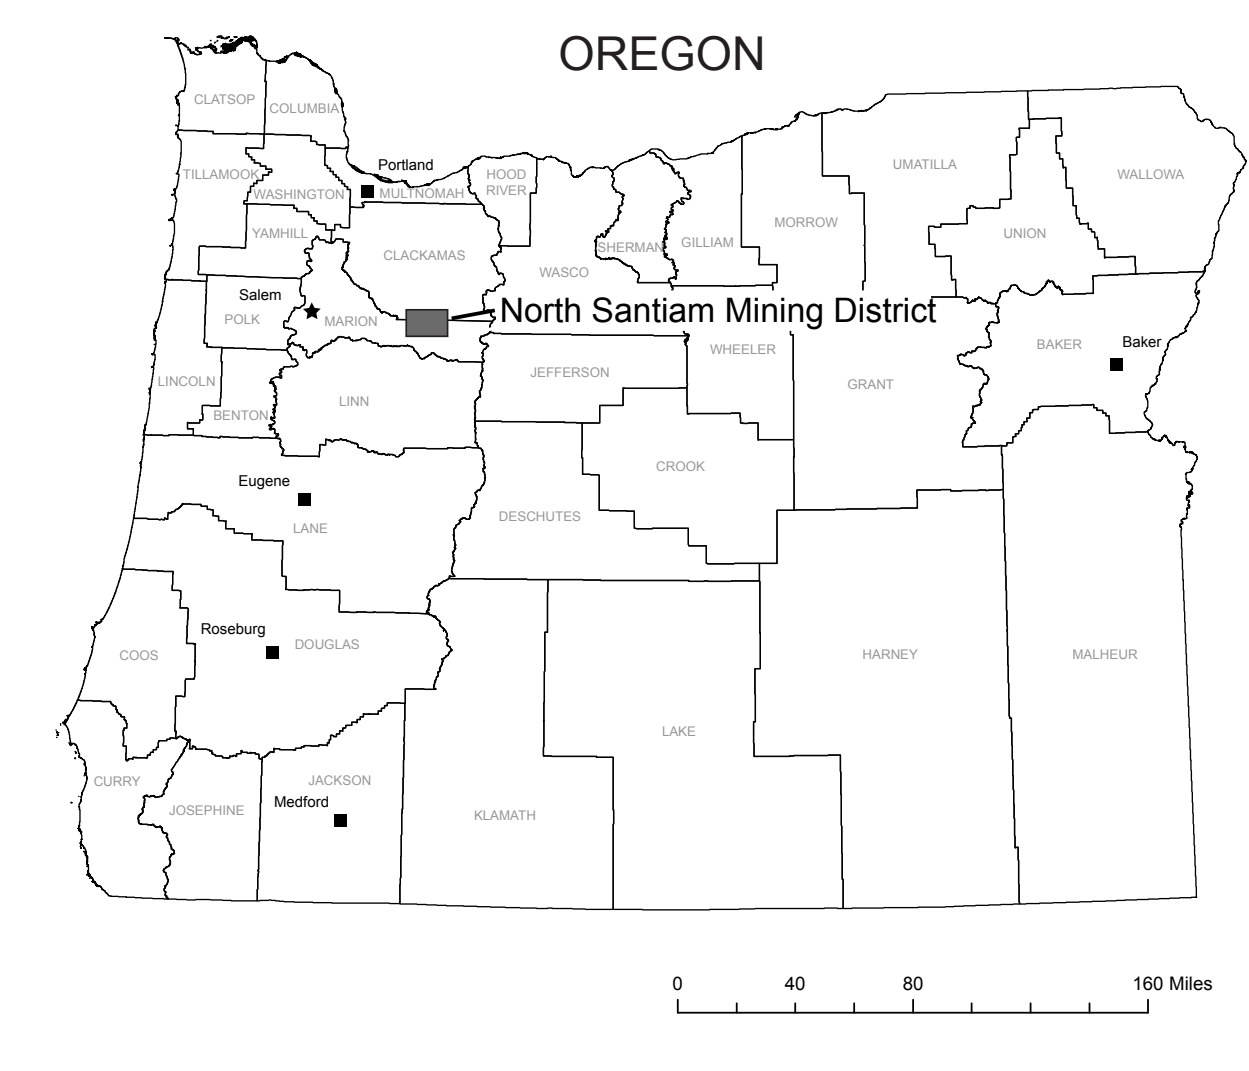 OREGON
CLATSOP
COLUMBIA
Portland
TILLAMOOK
WASHINGTON
MULTNOMAH
HOOD
RIVER
UMATILLA
WALLOWA
YAMHILL
CLACKAMAS
WASCO
SHERMAN
GILLIAM
MORROW
UNION
Salem
POLK
MARION
North Santiam Mining District
LINCOLN
BENTON
LINN
JEFFERSON
WHEELER
GRANT
BAKER
Baker
Eugene
LANE
DESCHUTES
CROOK
Roseburg
DOUGLAS
COOS
HARNEY
MALHEUR
LAKE
CURRY
JOSEPHINE
JACKSON
Medford
KLAMATH
0 40 80 160 Miles